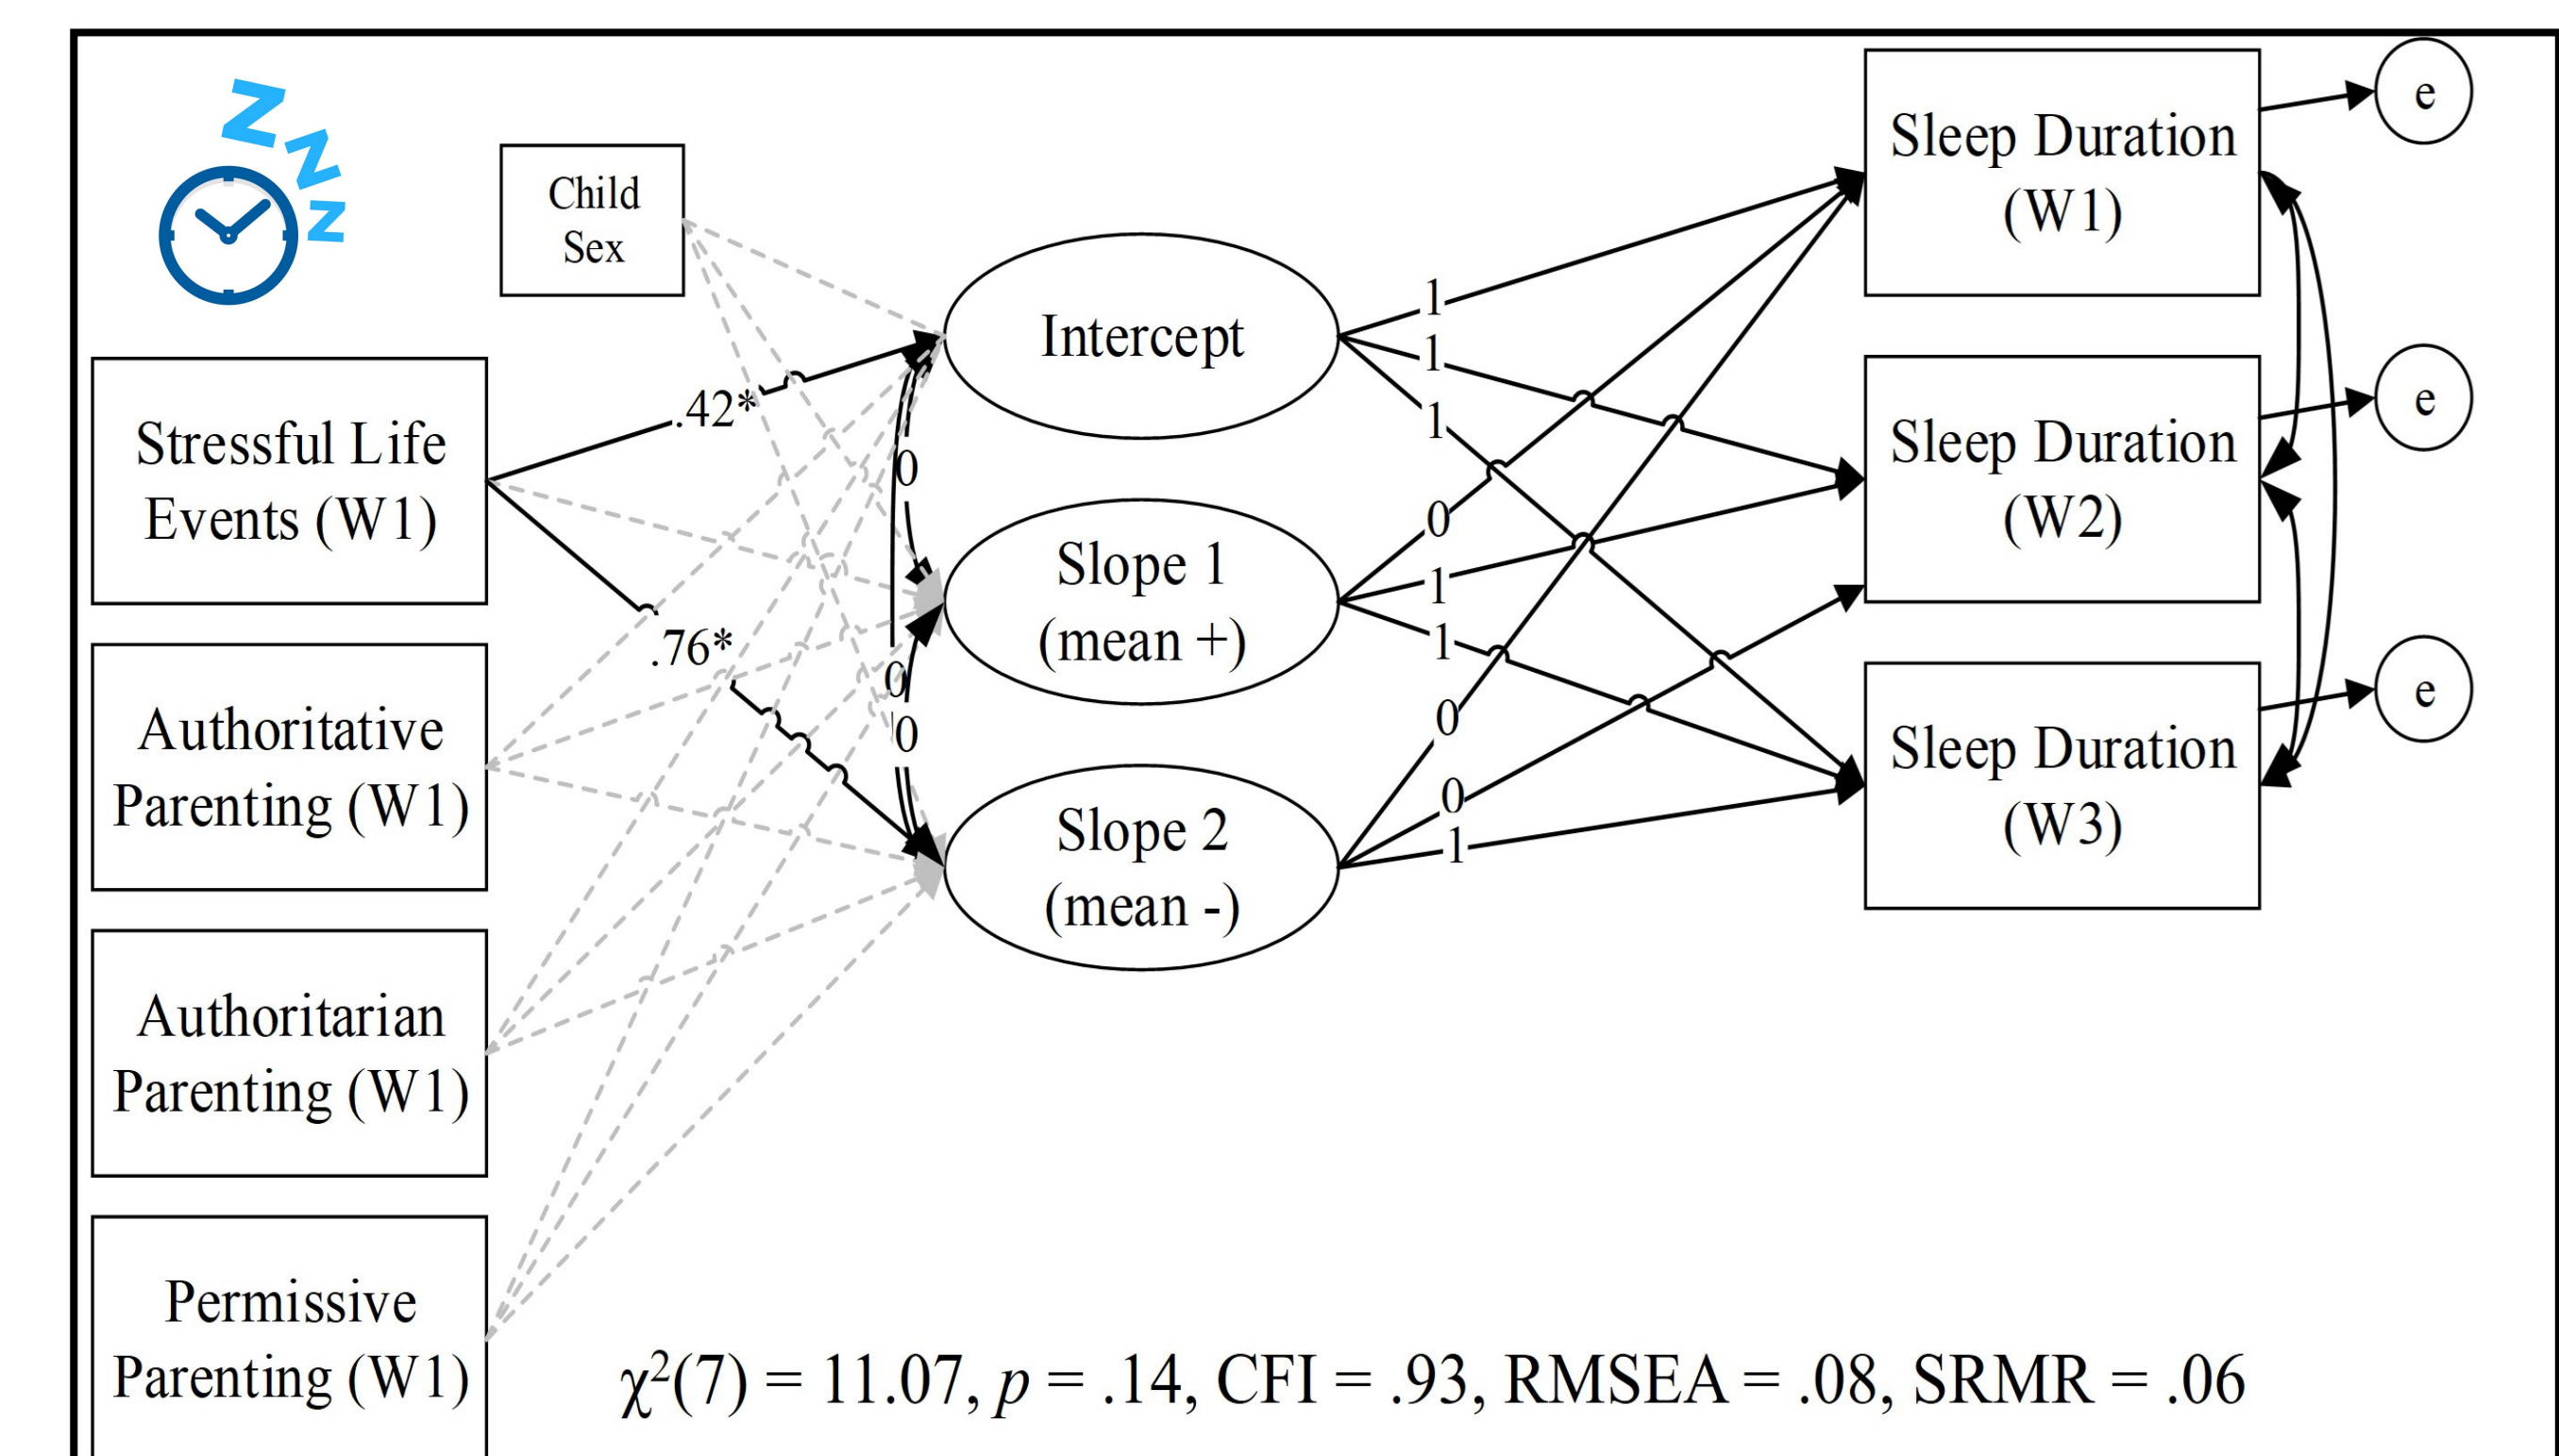 Z
Z
Z
Child
Sex
Stressful Life
Events (W1)
Authoritative
Parenting (W1)
Authoritarian
Parenting (W1)
Permissive
Parenting (W1)
.42*
.76*
0
0
0
Intercept
Slope 1
(mean +)
Slope 2
(mean -)
1
1
1
0
1
1
0
0
1
Sleep Duration
(W1)
Sleep Duration
(W2)
Sleep Duration
(W3)
e
e
e
χ²(7) = 11.07, p = .14, CFI = .93, RMSEA = .08, SRMR = .06